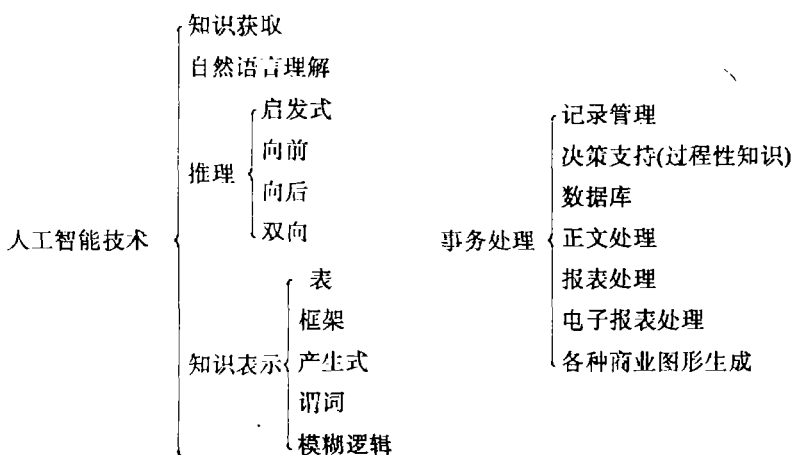 人工智能技术
知识获取
自然语言理解
推理
启发式
向前
向后
双向
知识表示
表
框架
产生式
谓词
模糊逻辑
事务处理
记录管理
决策支持(过程性知识)
数据库
正文处理
报表处理
电子报表处理
各种商业图形生成